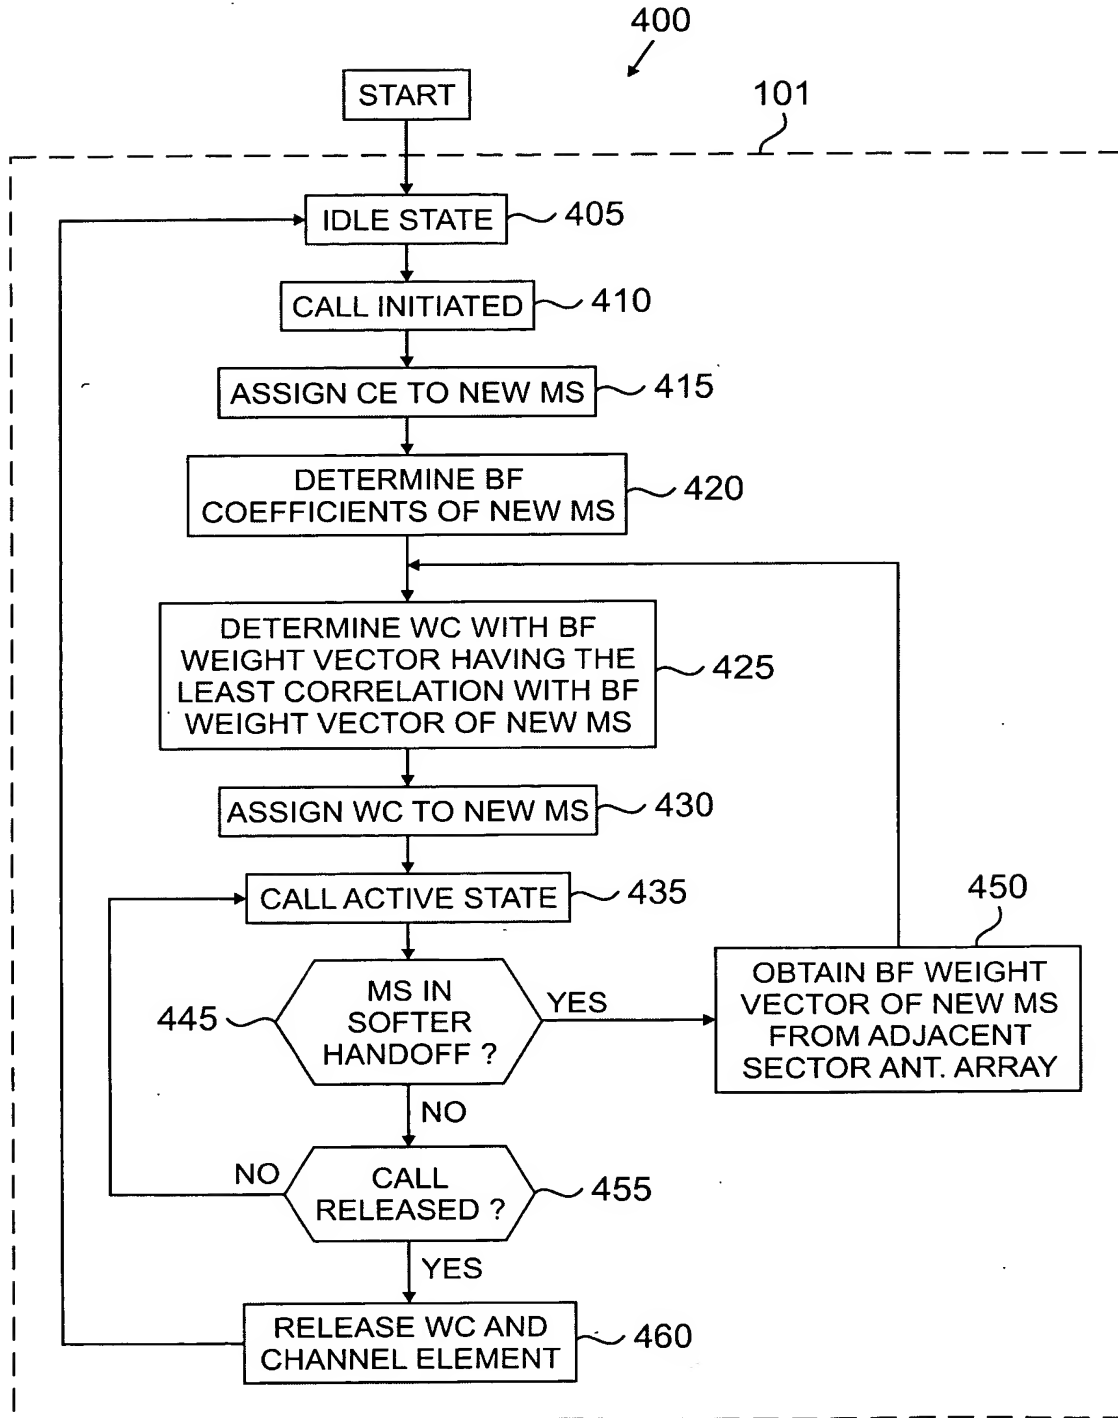 400
START
101
IDLE STATE
405
CALL INITIATED
410
ASSIGN CE TO NEW MS
415
DETERMINE BF
COEFFICIENTS OF NEW MS
420
DETERMINE WC WITH BF
WEIGHT VECTOR HAVING THE
LEAST CORRELATION WITH BF
WEIGHT VECTOR OF NEW MS
425
ASSIGN WC TO NEW MS
430
CALL ACTIVE STATE
435
MS IN
SOFTER
HANDOFF ?
445
YES
450
OBTAIN BF WEIGHT
VECTOR OF NEW MS
FROM ADJACENT
SECTOR ANT. ARRAY
NO
CALL
RELEASED ?
455
NO
YES
RELEASE WC AND
CHANNEL ELEMENT
460